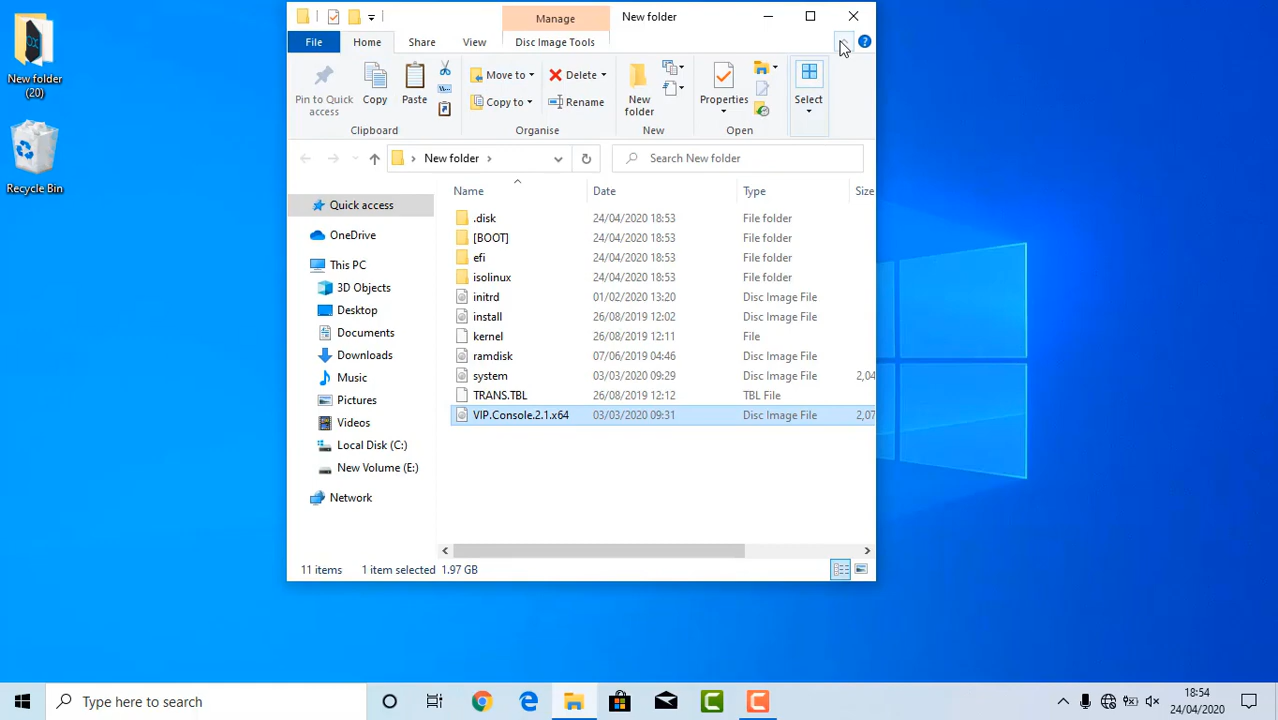 New folder
(20)
Recycle Bin
Manage
New folder
File
Home
Share
View
Disc Image Tools
Pin to Quick
access
Copy
Paste
Move to
Copy to
Delete
Rename
New
folder
Properties
Select
Clipboard
Organise
New
Open
New folder
Search New folder
Name
Date
Type
Size
.disk 24/04/2020 18:53 File folder
[BOOT] 24/04/2020 18:53 File folder
efi 24/04/2020 18:53 File folder
isolinux 24/04/2020 18:53 File folder
initrd 01/02/2020 13:20 Disc Image File
install 26/08/2019 12:02 Disc Image File
kernel 26/08/2019 12:11 File
ramdisk 07/06/2019 04:46 Disc Image File
system 03/03/2020 09:29 Disc Image File 2,04
TRANS.TBL 26/08/2019 12:12 TBL File
VIP.Console.2.1.x64 03/03/2020 09:31 Disc Image File 2,07
Quick access
OneDrive
This PC
3D Objects
Desktop
Documents
Downloads
Music
Pictures
Videos
Local Disk (C:)
New Volume (E:)
Network
11 items 1 item selected 1.97 GB
Type here to search
18:54
24/04/2020